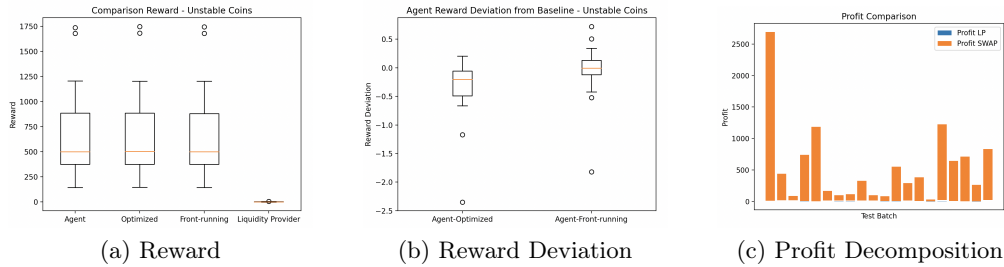 Comparison Reward - Unstable Coins
Reward
1750
1500
1250
1000
750
500
250
0
Agent
Optimized
Front-running
Liquidity Provider
(a) Reward
Agent Reward Deviation from Baseline - Unstable Coins
Reward Deviation
0.5
0.0
−0.5
−1.0
−1.5
−2.0
−2.5
Agent-Optimized
Agent-Front-running
(b) Reward Deviation
Profit Comparison
Profit LP
Profit SWAP
Profit
2500
2000
1500
1000
500
0
Test Batch
(c) Profit Decomposition